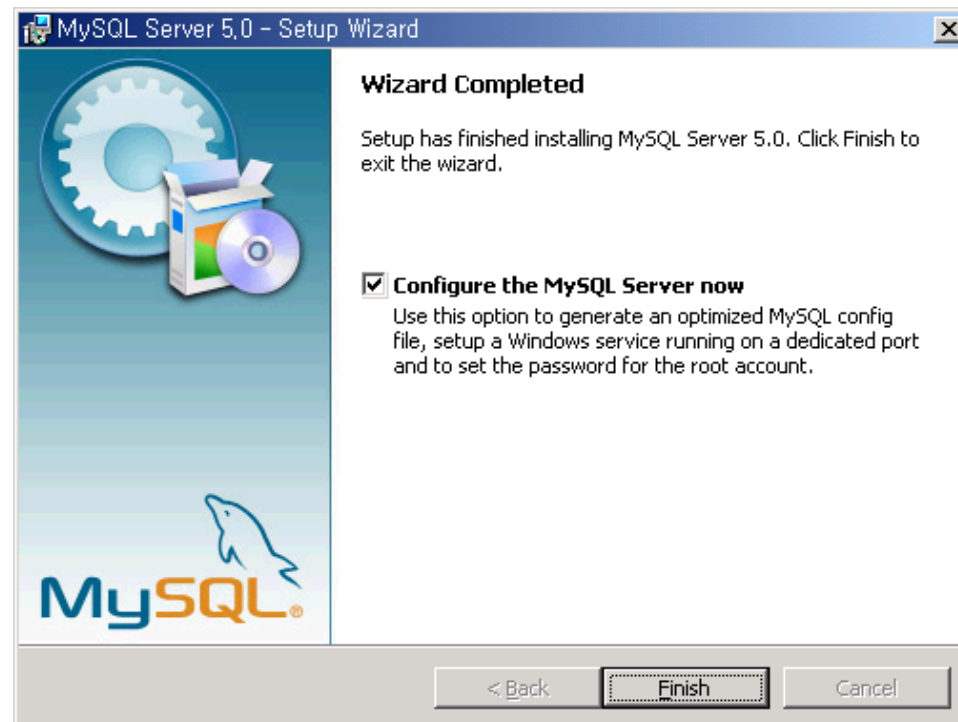 MySQL Server 5,0 - Setup Wizard
Wizard Completed
Setup has finished installing MySQL Server 5.0. Click Finish to
exit the wizard.
Configure the MySQL Server now
Use this option to generate an optimized MySQL config
file, setup a Windows service running on a dedicated port
and to set the password for the root account.
MySQL®
< Back
Finish
Cancel